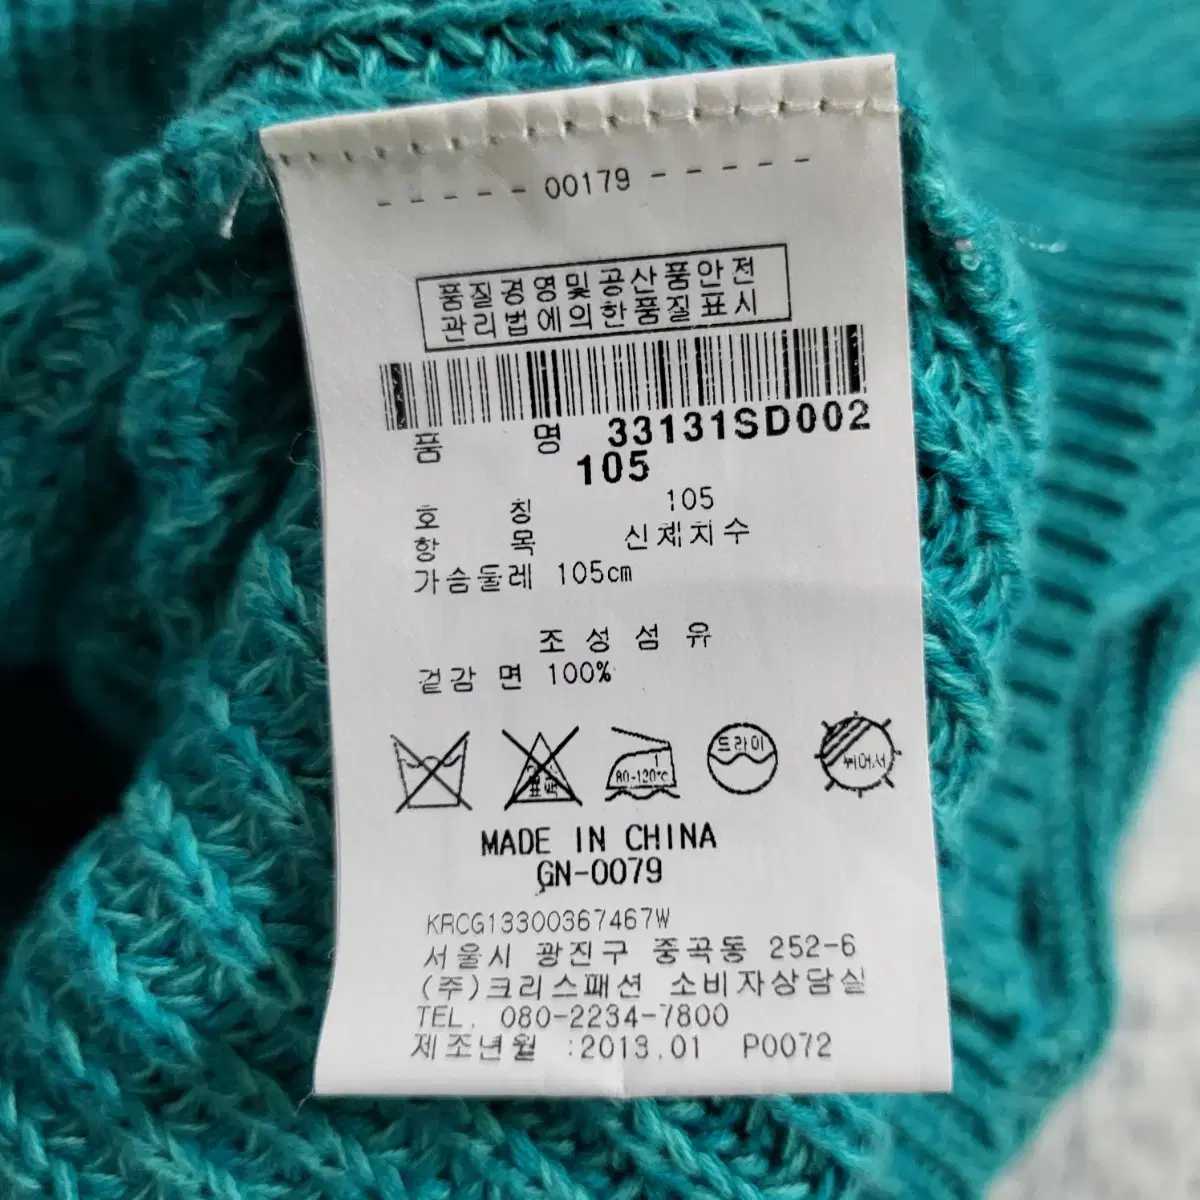 - - - - - 00179 - - - - -
품질경영및공산품안전
관리법에의한품질표시
품 명 33131SD002
105
호 칭 105
항 목 신체치수
가슴둘레 105cm
조성섬유
겉감 면 100%
표백 1 80-120℃ 드라이 뉘어서
MADE IN CHINA
GN-0079
KRCG13300367467W
서울시 광진구 중곡동 252-6
(주)크리스패션 소비자상담실
TEL. 080-2234-7800
제조년월 :2013.01 P0072